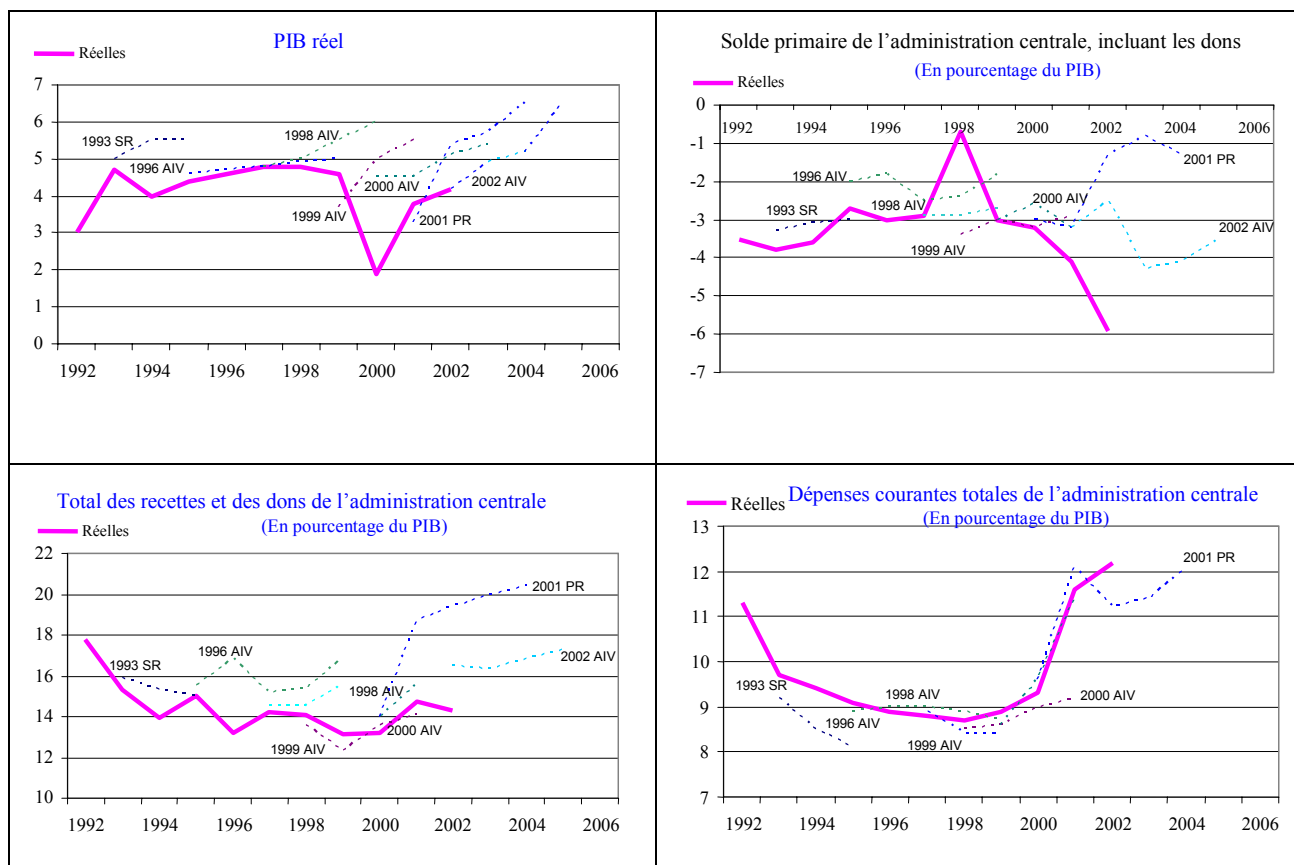 PIB réel
Réelles
7
6
5
4
3
2
1
0
1993 SR
1996 AIV
1998 AIV
1999 AIV
2000 AIV
2001 PR
2002 AIV
1992 1994 1996 1998 2000 2002 2004 2006
Solde primaire de l’administration centrale, incluant les dons
(En pourcentage du PIB)
Réelles
0
-1
-2
-3
-4
-5
-6
-7
1992 1994 1996 1998 2000 2002 2004 2006
1993 SR
1996 AIV
1998 AIV
1999 AIV
2000 AIV
2001 PR
2002 AIV
Total des recettes et des dons de l’administration centrale
(En pourcentage du PIB)
Réelles
22
20
18
16
14
12
10
1993 SR
1996 AIV
1998 AIV
1999 AIV
2000 AIV
2001 PR
2002 AIV
1992 1994 1996 1998 2000 2002 2004 2006
Dépenses courantes totales de l’administration centrale
(En pourcentage du PIB)
Réelles
13
12
11
10
9
8
7
1993 SR
1996 AIV
1998 AIV
1999 AIV
2000 AIV
2001 PR
1992 1994 1996 1998 2000 2002 2004 2006